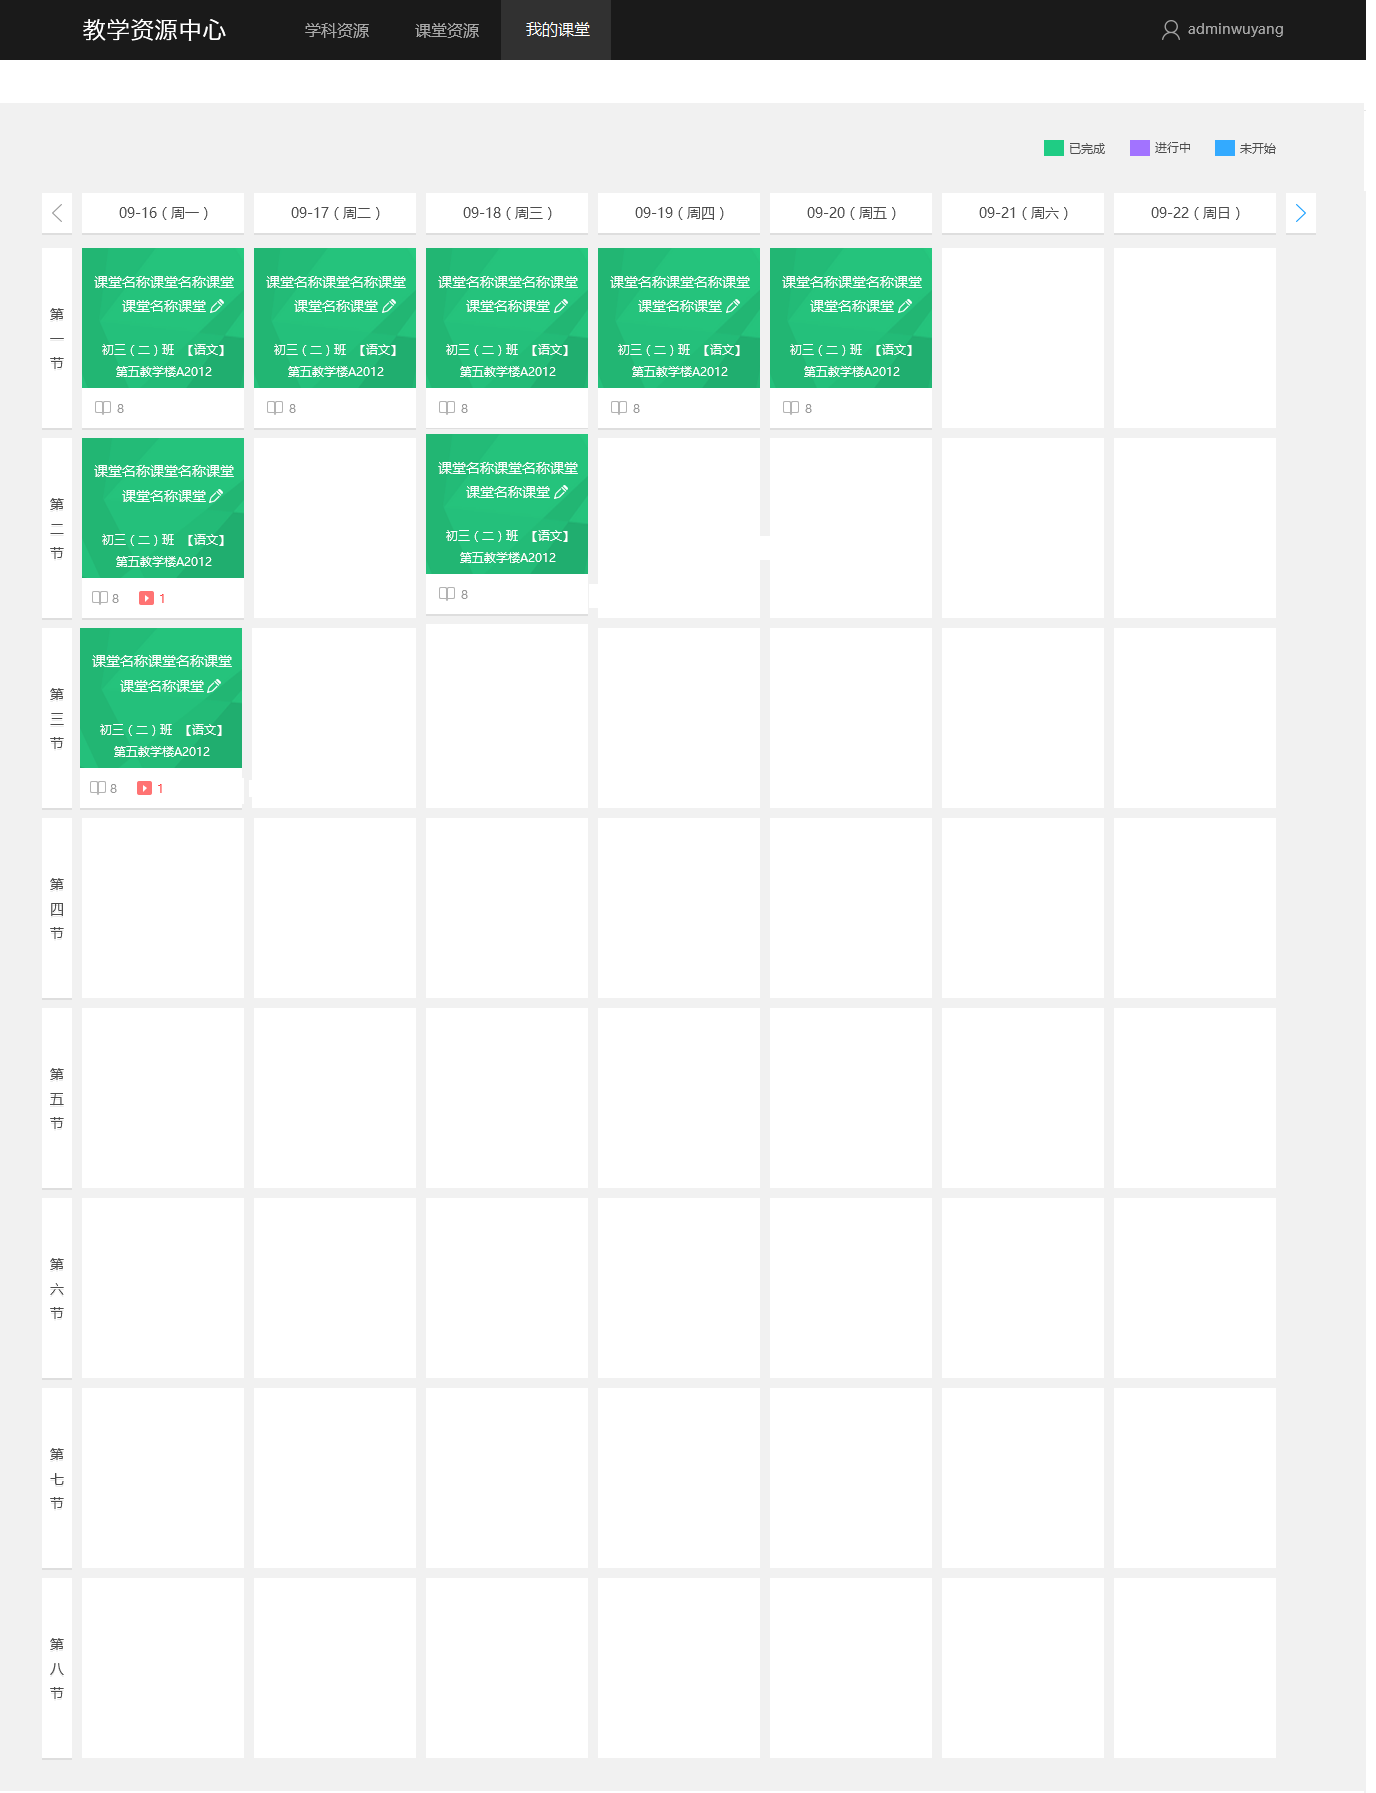 教学资源中心 学科资源 课堂资源 我的课堂 adminwuyang
已完成 进行中 未开始
09-16（周一） 09-17（周二） 09-18（周三） 09-19（周四） 09-20（周五） 09-21（周六） 09-22（周日）
第一节
课堂名称课堂名称课堂
课堂名称课堂
初三（二）班 【语文】
第五教学楼A2012
8
课堂名称课堂名称课堂
课堂名称课堂
初三（二）班 【语文】
第五教学楼A2012
8
课堂名称课堂名称课堂
课堂名称课堂
初三（二）班 【语文】
第五教学楼A2012
8
课堂名称课堂名称课堂
课堂名称课堂
初三（二）班 【语文】
第五教学楼A2012
8
课堂名称课堂名称课堂
课堂名称课堂
初三（二）班 【语文】
第五教学楼A2012
8
第二节
课堂名称课堂名称课堂
课堂名称课堂
初三（二）班 【语文】
第五教学楼A2012
8 1
课堂名称课堂名称课堂
课堂名称课堂
初三（二）班 【语文】
第五教学楼A2012
8
第三节
课堂名称课堂名称课堂
课堂名称课堂
初三（二）班 【语文】
第五教学楼A2012
8 1
第四节
第五节
第六节
第七节
第八节